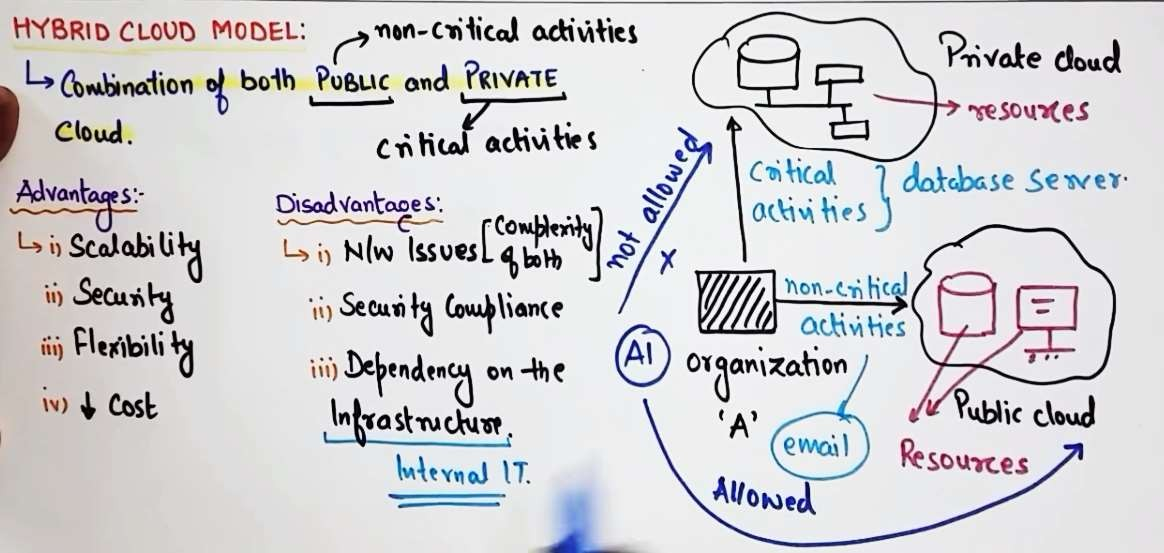 HYBRID CLOUD MODEL:
non-critical activities
Combination of both PUBLIC and PRIVATE
Cloud.
critical activities
Advantages:-
i) Scalability
ii) Security
iii) Flexibility
iv) ↓ Cost
Disadvantages:
i) N/w Issues [Complexity
of both]
ii) Security Compliance
iii) Dependency on the
Infrastructure.
Internal IT.
Private cloud
resources
not allowed
x
Critical
activities
database server.
non-critical
activities
A1
organization
'A'
email
Public cloud
Resources
Allowed